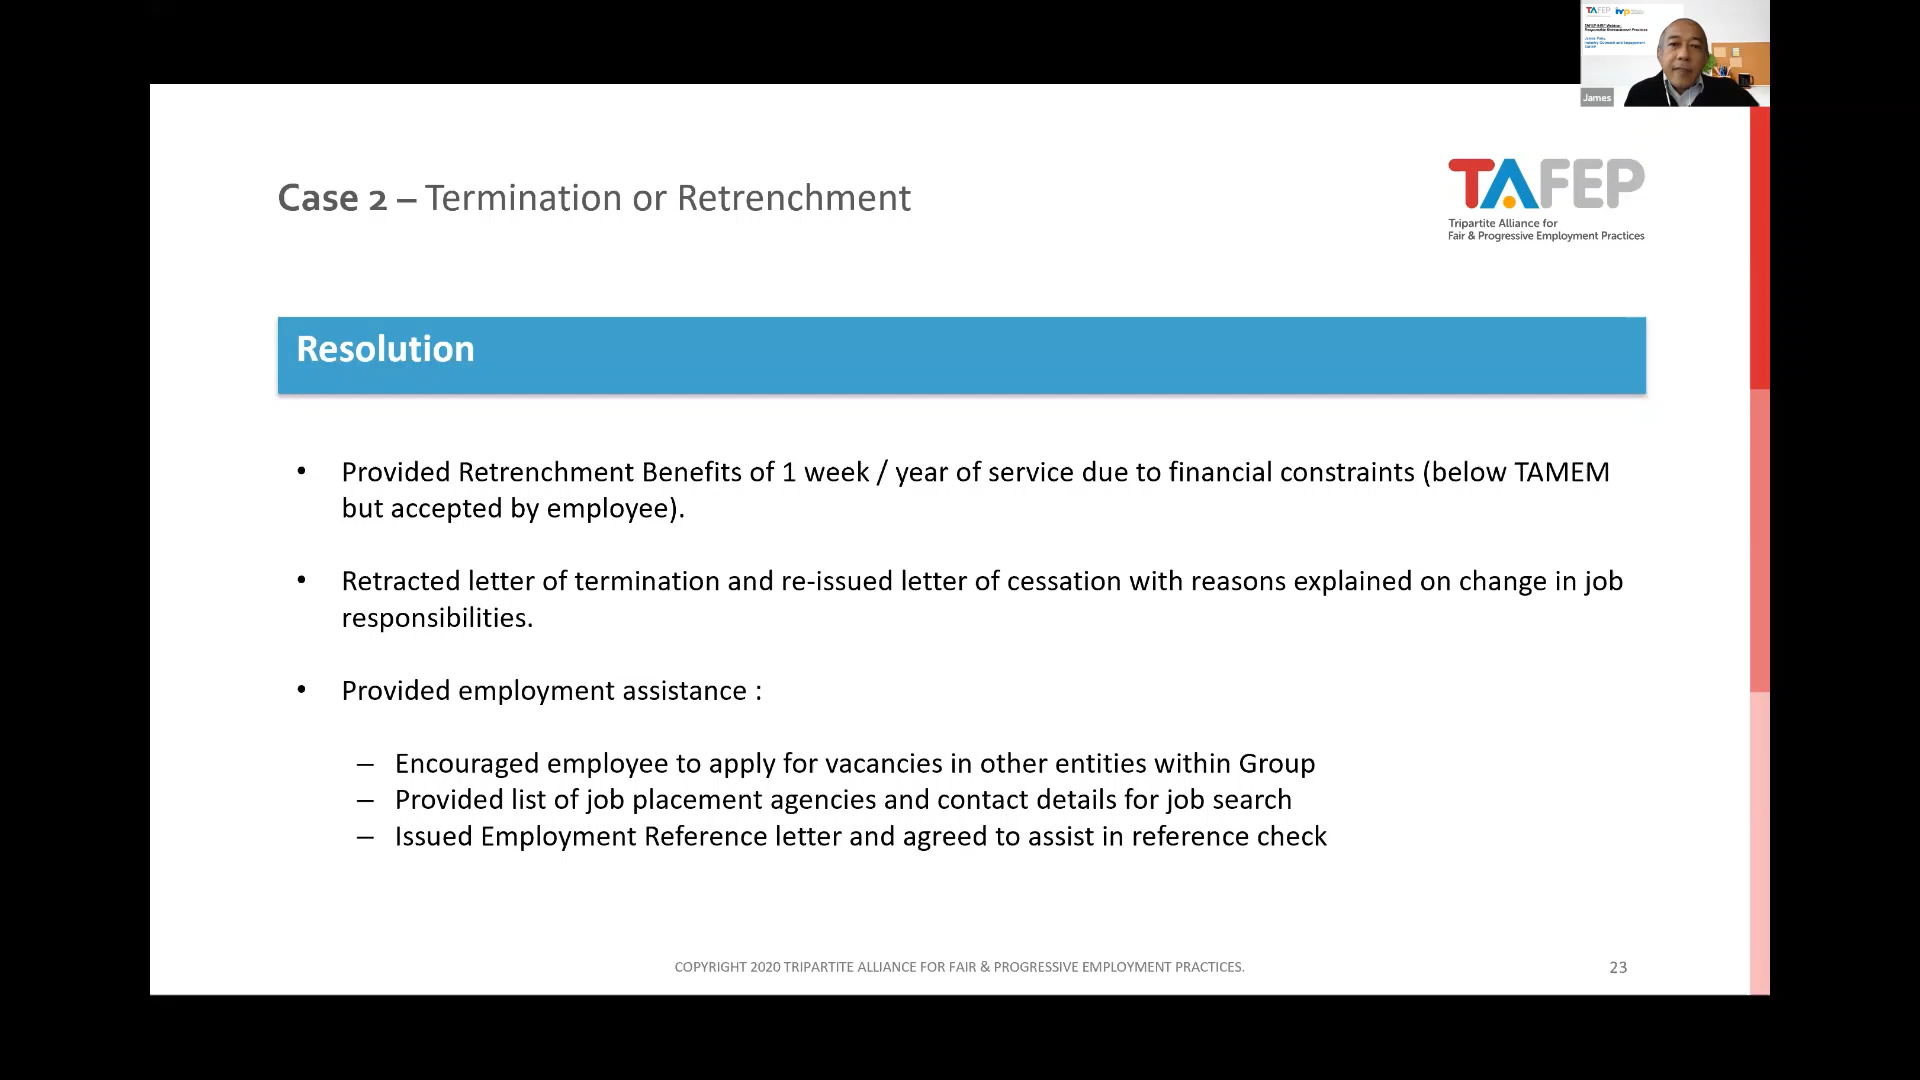 TAFEP
James
Case 2 – Termination or Retrenchment
TAFEP
Tripartite Alliance for
Fair & Progressive Employment Practices
Resolution
• Provided Retrenchment Benefits of 1 week / year of service due to financial constraints (below TAMEM
but accepted by employee).
• Retracted letter of termination and re-issued letter of cessation with reasons explained on change in job
responsibilities.
• Provided employment assistance :
– Encouraged employee to apply for vacancies in other entities within Group
– Provided list of job placement agencies and contact details for job search
– Issued Employment Reference letter and agreed to assist in reference check
COPYRIGHT 2020 TRIPARTITE ALLIANCE FOR FAIR & PROGRESSIVE EMPLOYMENT PRACTICES.
23